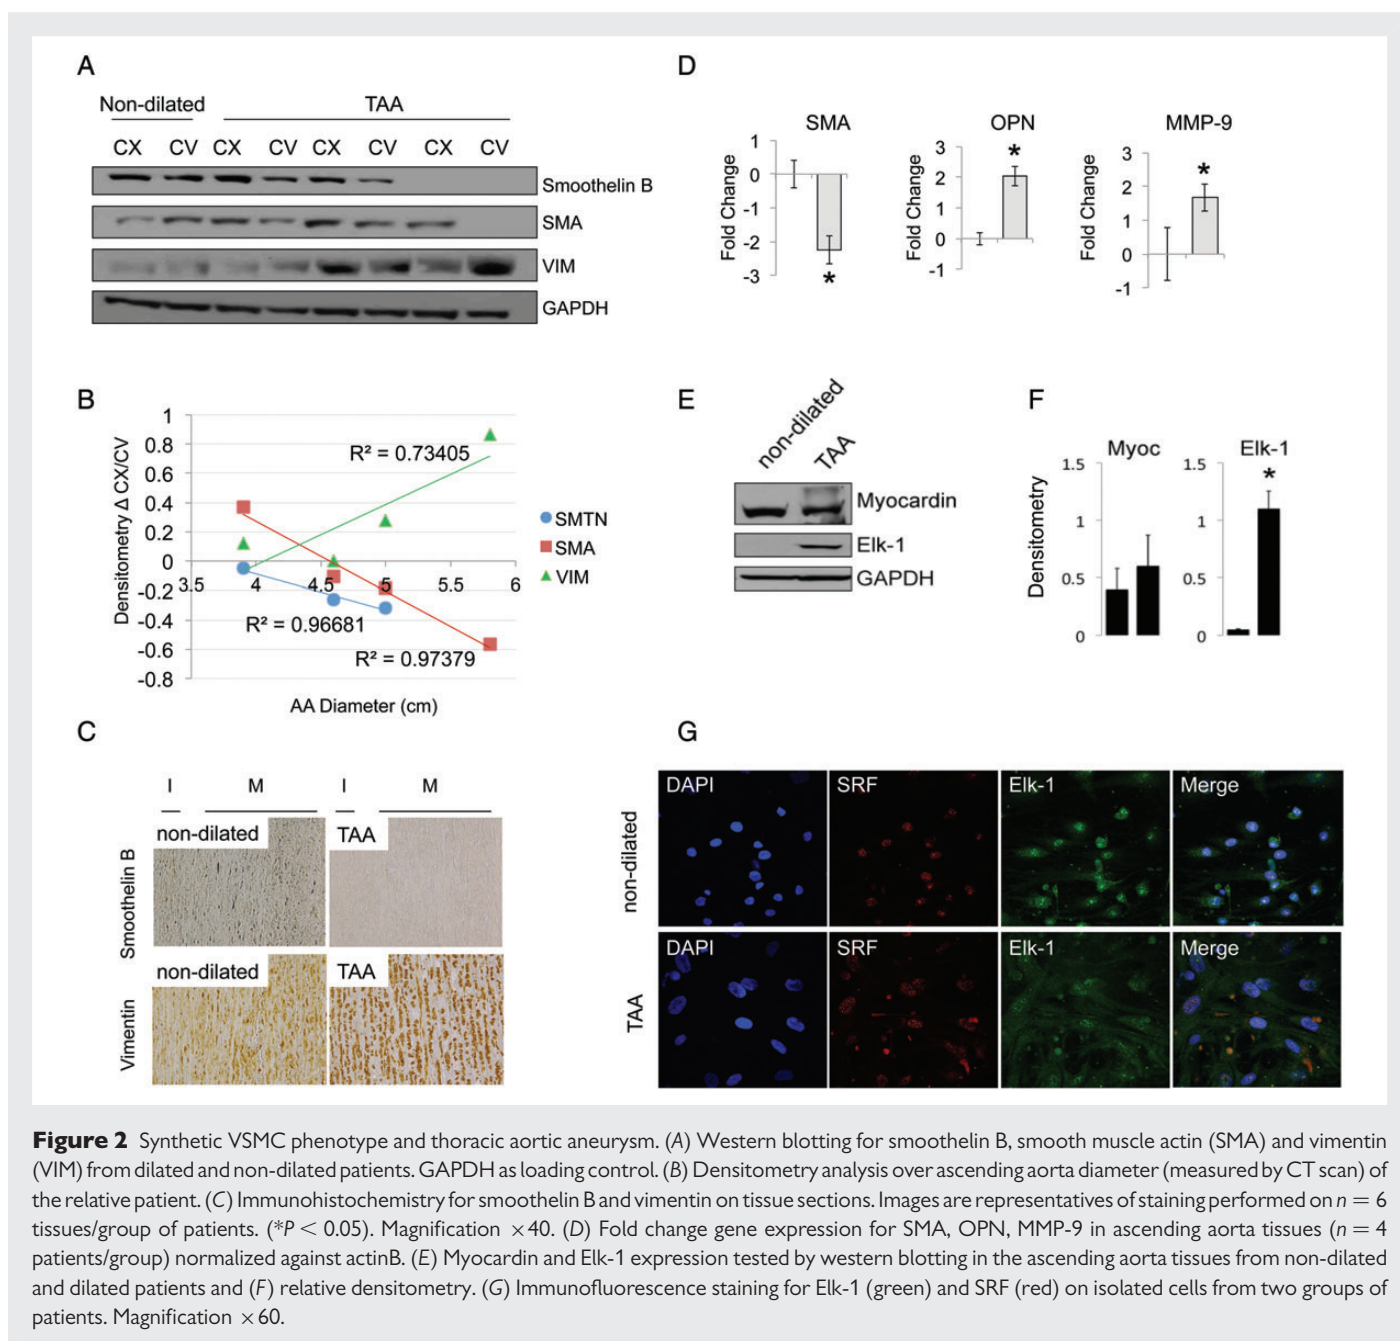 A
Non-dilated TAA
CX CV CX CV CX CV CX CV
Smoothelin B
SMA
VIM
GAPDH
B
1
0.8
0.6
0.4
0.2
0
-0.2
-0.4
-0.6
-0.8
Densitometry Δ CX/CV
R² = 0.73405
3.5 4 4.5 5 5.5 6
R² = 0.96681
R² = 0.97379
AA Diameter (cm)
SMTN
SMA
VIM
C
I M I M
Smoothelin B
non-dilated TAA
Vimentin
non-dilated TAA
D
SMA
Fold Change
1
0
-1
-2
-3
*
OPN
Fold Change
3
2
1
0
-1
*
MMP-9
Fold Change
3
2
1
0
-1
*
E
non-dilated
TAA
Myocardin
Elk-1
GAPDH
F
Densitometry
Myoc
1.5
1
0.5
0
Elk-1
1.5
1
0.5
0
*
G
non-dilated
DAPI SRF Elk-1 Merge
TAA
DAPI SRF Elk-1 Merge
Figure 2 Synthetic VSMC phenotype and thoracic aortic aneurysm. (A) Western blotting for smoothelin B, smooth muscle actin (SMA) and vimentin
(VIM) from dilated and non-dilated patients. GAPDH as loading control. (B) Densitometry analysis over ascending aorta diameter (measured by CT scan) of
the relative patient. (C) Immunohistochemistry for smoothelin B and vimentin on tissue sections. Images are representatives of staining performed on n = 6
tissues/group of patients. (*P < 0.05). Magnification ×40. (D) Fold change gene expression for SMA, OPN, MMP-9 in ascending aorta tissues (n = 4
patients/group) normalized against actinB. (E) Myocardin and Elk-1 expression tested by western blotting in the ascending aorta tissues from non-dilated
and dilated patients and (F) relative densitometry. (G) Immunofluorescence staining for Elk-1 (green) and SRF (red) on isolated cells from two groups of
patients. Magnification ×60.